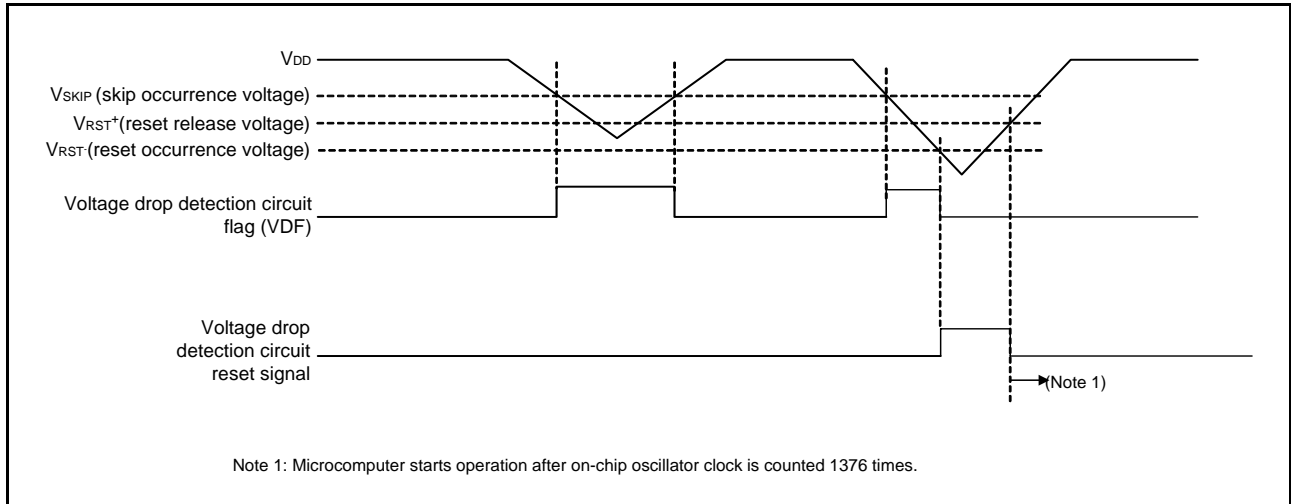 VDD
VSKIP (skip occurrence voltage)
VRST+(reset release voltage)
VRST-(reset occurrence voltage)
Voltage drop detection circuit
flag (VDF)
Voltage drop
detection circuit
reset signal
(Note 1)
Note 1: Microcomputer starts operation after on-chip oscillator clock is counted 1376 times.